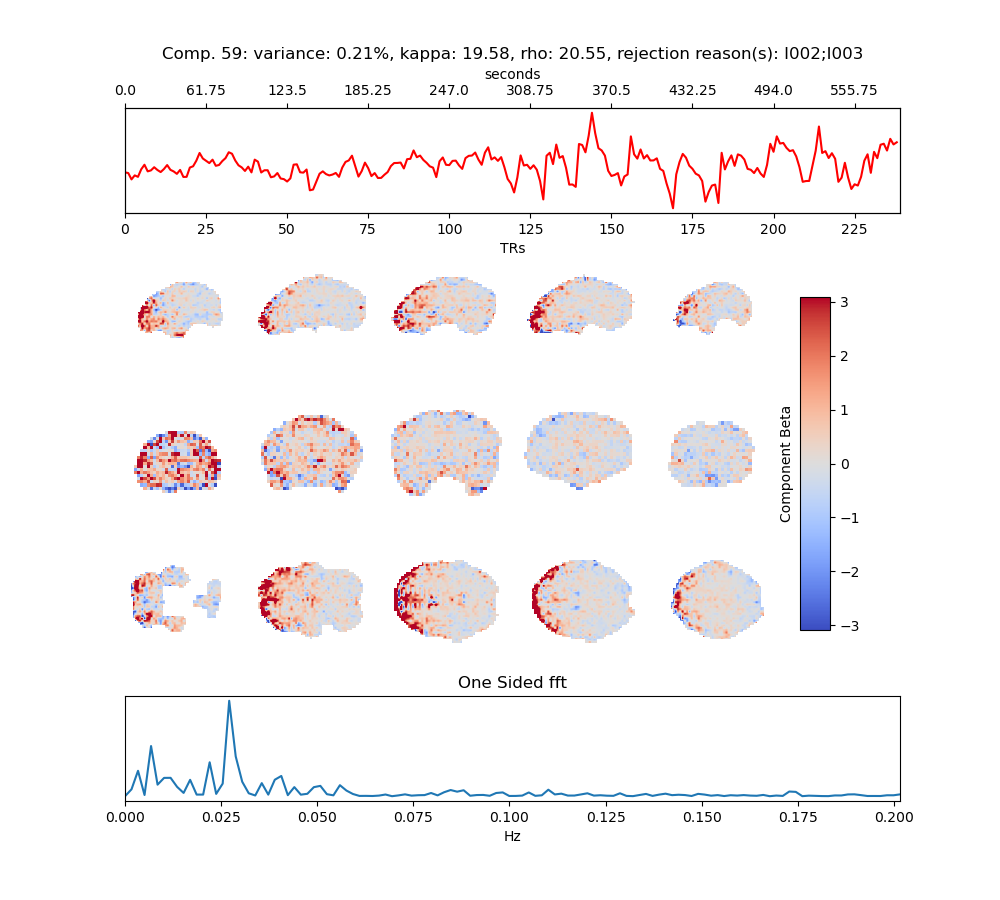 Comp. 59: variance: 0.21%, kappa: 19.58, rho: 20.55, rejection reason(s): I002;I003
seconds
0.0 61.75 123.5 185.25 247.0 308.75 370.5 432.25 494.0 555.75
0 25 50 75 100 125 150 175 200 225
TRs
3
2
1
0
−1
−2
−3
Component Beta
One Sided fft
0.000 0.025 0.050 0.075 0.100 0.125 0.150 0.175 0.200
Hz